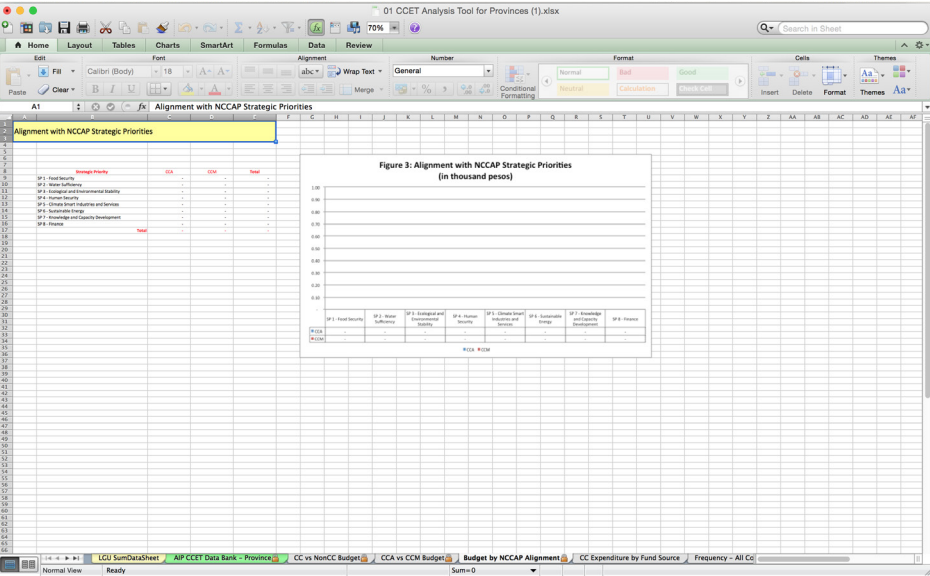 01 CCET Analysis Tool for Provinces (1).xlsx
70%
Search in Sheet
Home Layout Tables Charts SmartArt Formulas Data Review
Edit Font Alignment Number Format Cells Themes
Fill Calibri (Body) 18 A A abc Wrap Text General Normal Bad Good
Paste Clear B I U A Merge % Conditional Formatting Neutral Calculation Check Cell Insert Delete Format Themes Aa
A1 fx Alignment with NCCAP Strategic Priorities
A B C D E F G H I J K L M N O P Q R S T U V W X Y Z AA AB AC AD AE AF
Alignment with NCCAP Strategic Priorities
Strategic Priority CCA CCM Total
SP 1 - Food Security - - -
SP 2 - Water Sufficiency - - -
SP 3 - Ecological and Environmental Stability - - -
SP 4 - Human Security - - -
SP 5 - Climate Smart Industries and Services - - -
SP 6 - Sustainable Energy - - -
SP 7 - Knowledge and Capacity Development - - -
SP 8 - Finance - - -
Total - - -
Figure 3: Alignment with NCCAP Strategic Priorities
(in thousand pesos)
1.00
0.90
0.80
0.70
0.60
0.50
0.40
0.30
0.20
0.10
-
SP 1 - Food Security
SP 2 - Water
Sufficiency
SP 3 - Ecological and
Environmental
Stability
SP 4 - Human
Security
SP 5 - Climate Smart
Industries and
Services
SP 6 - Sustainable
Energy
SP 7 - Knowledge
and Capacity
Development
SP 8 - Finance
CCA - - - - - - - -
CCM - - - - - - - -
CCA CCM
LGU SumDataSheet AIP CCET Data Bank - Province CC vs NonCC Budget CCA vs CCM Budget Budget by NCCAP Alignment CC Expenditure by Fund Source Frequency - All Co
Normal View Ready Sum=0